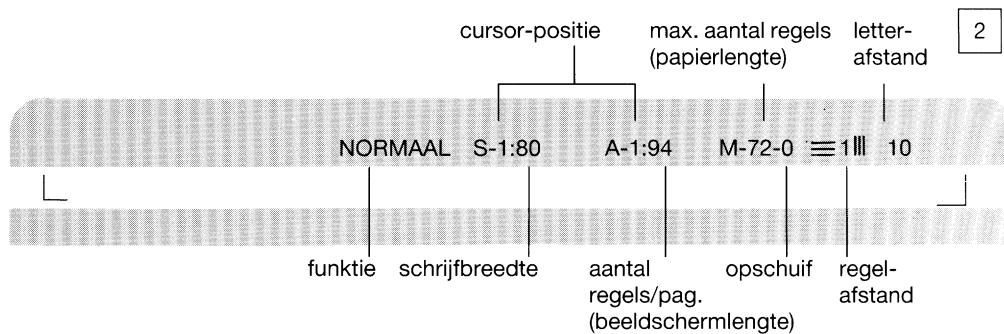 cursor-positie max. aantal regels letter- 2
(papierlengte) afstand
NORMAAL S-1:80 A-1:94 M-72-0 1 10
funktie schrijfbreedte aantal opschuif regel-
regels/pag. afstand
(beeldschermlengte)